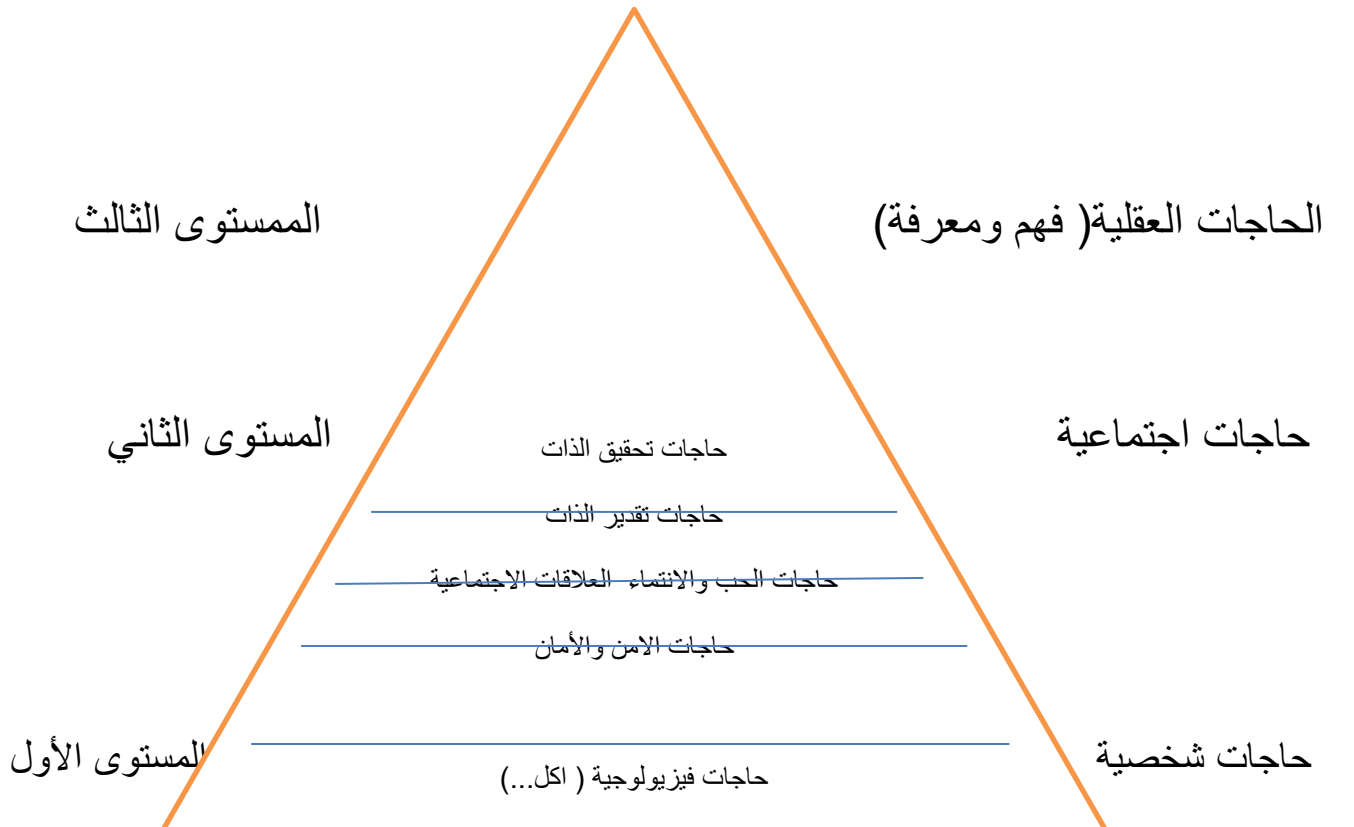 الحاجات العقلية( فهم ومعرفة)
الممستوى الثالث
حاجات اجتماعية
المستوى الثاني
حاجات تحقيق الذات
حاجات تقدير الذات
حاجات الحب والانتماء العلاقات الاجتماعية
حاجات الامن والأمان
حاجات شخصية
المستوى الأول
حاجات فيزيولوجية ( اكل...)